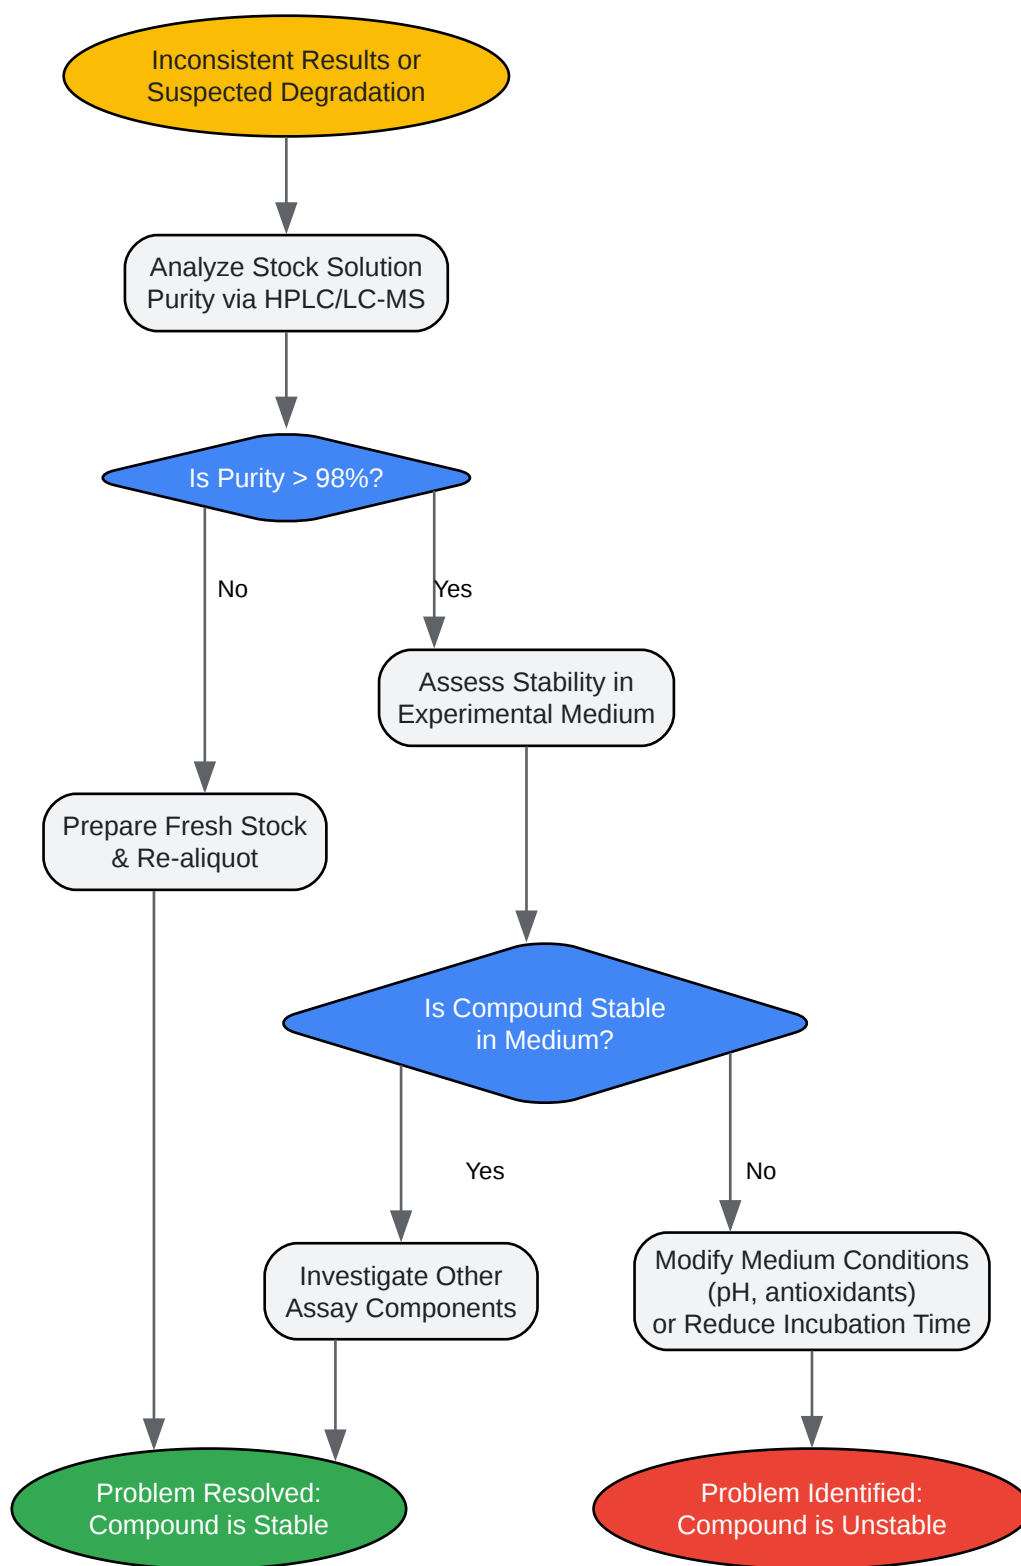 Inconsistent Results or
Suspected Degradation
Analyze Stock Solution
Purity via HPLC/LC-MS
Is Purity > 98%?
No
Yes
Assess Stability in
Experimental Medium
Prepare Fresh Stock
& Re-aliquot
Is Compound Stable
in Medium?
Yes
No
Investigate Other
Assay Components
Modify Medium Conditions
(pH, antioxidants)
or Reduce Incubation Time
Problem Resolved:
Compound is Stable
Problem Identified:
Compound is Unstable